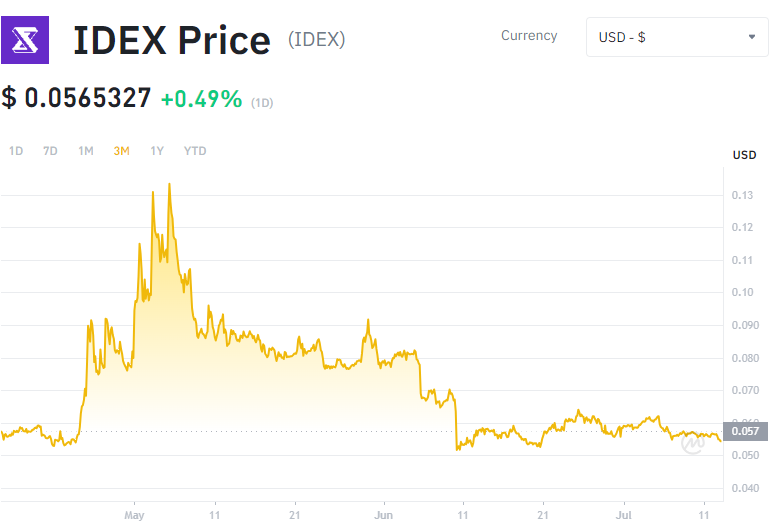 IDEX Price (IDEX)
Currency
USD - $
$ 0.0565327 +0.49% (1D)
1D 7D 1M 3M 1Y YTD
USD
0.13
0.12
0.11
0.10
0.090
0.080
0.070
0.060
0.057
0.050
0.040
May 11 21 Jun 11 21 Jul 11